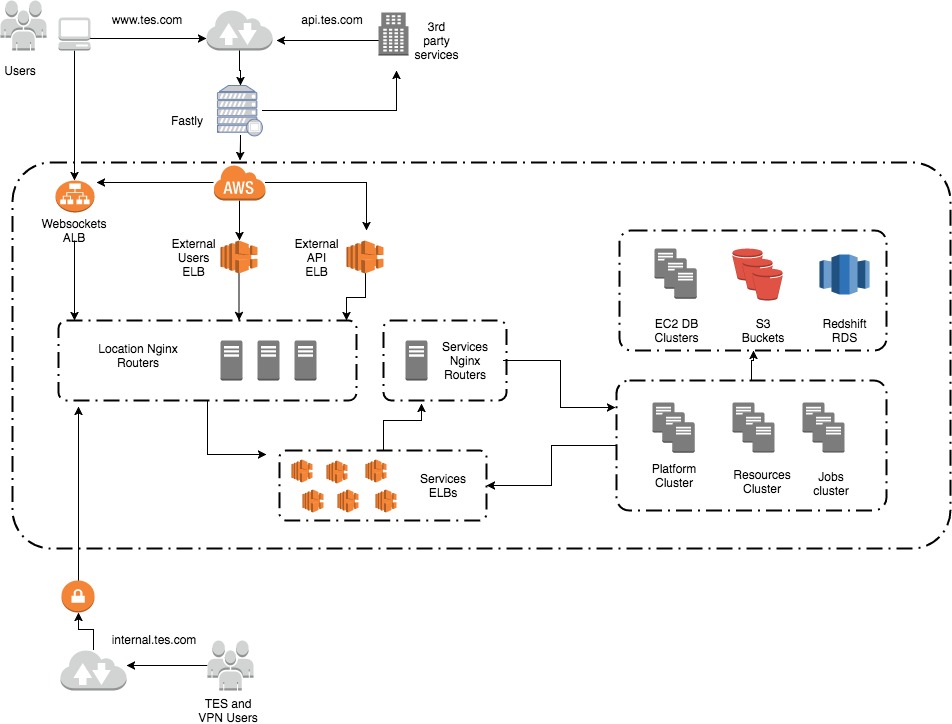 www.tes.com
api.tes.com
Users
3rd
party
services
Fastly
AWS
Websockets
ALB
External
Users
ELB
External
API
ELB
EC2 DB
Clusters
S3
Buckets
Redshift
RDS
Location Nginx
Routers
Services
Nginx
Routers
Services
ELBs
Platform
Cluster
Resources
Cluster
Jobs
cluster
internal.tes.com
TES and
VPN Users